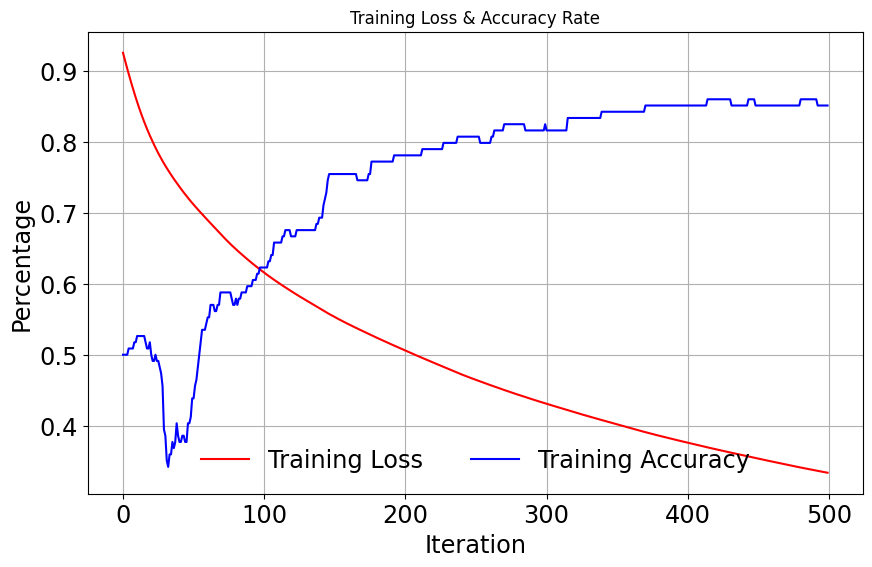 Training Loss & Accuracy Rate
Percentage
0.9
0.8
0.7
0.6
0.5
0.4
Training Loss
Training Accuracy
0
100
200
300
400
500
Iteration